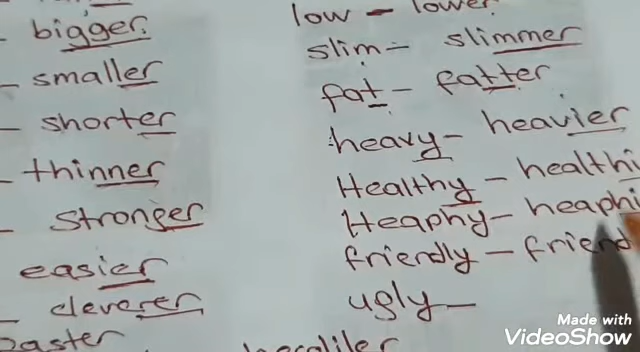 - bigger.
- smaller
- shorter
- thinner
- stronger
easier
- cleverer
low - lower
slim - slimmer
fat - fatter
heavy - heavier
Healthy - healthi
Heaphy - heaphi
friendly - friend
ugly -
Made with
VideoShow